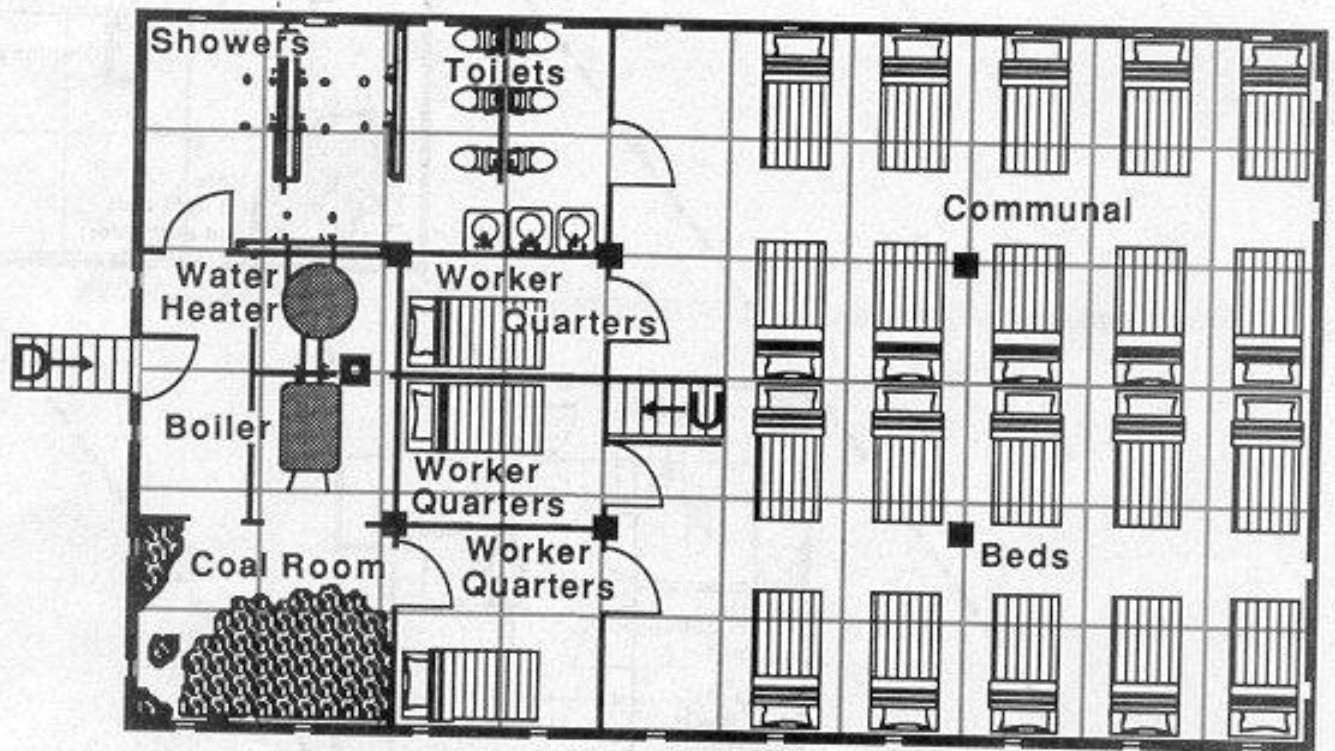 Showers
Toilets
Communal
Water
Heater
Worker
Quarters
D
U
Boiler
Worker
Quarters
Coal Room
Worker
Quarters
Beds